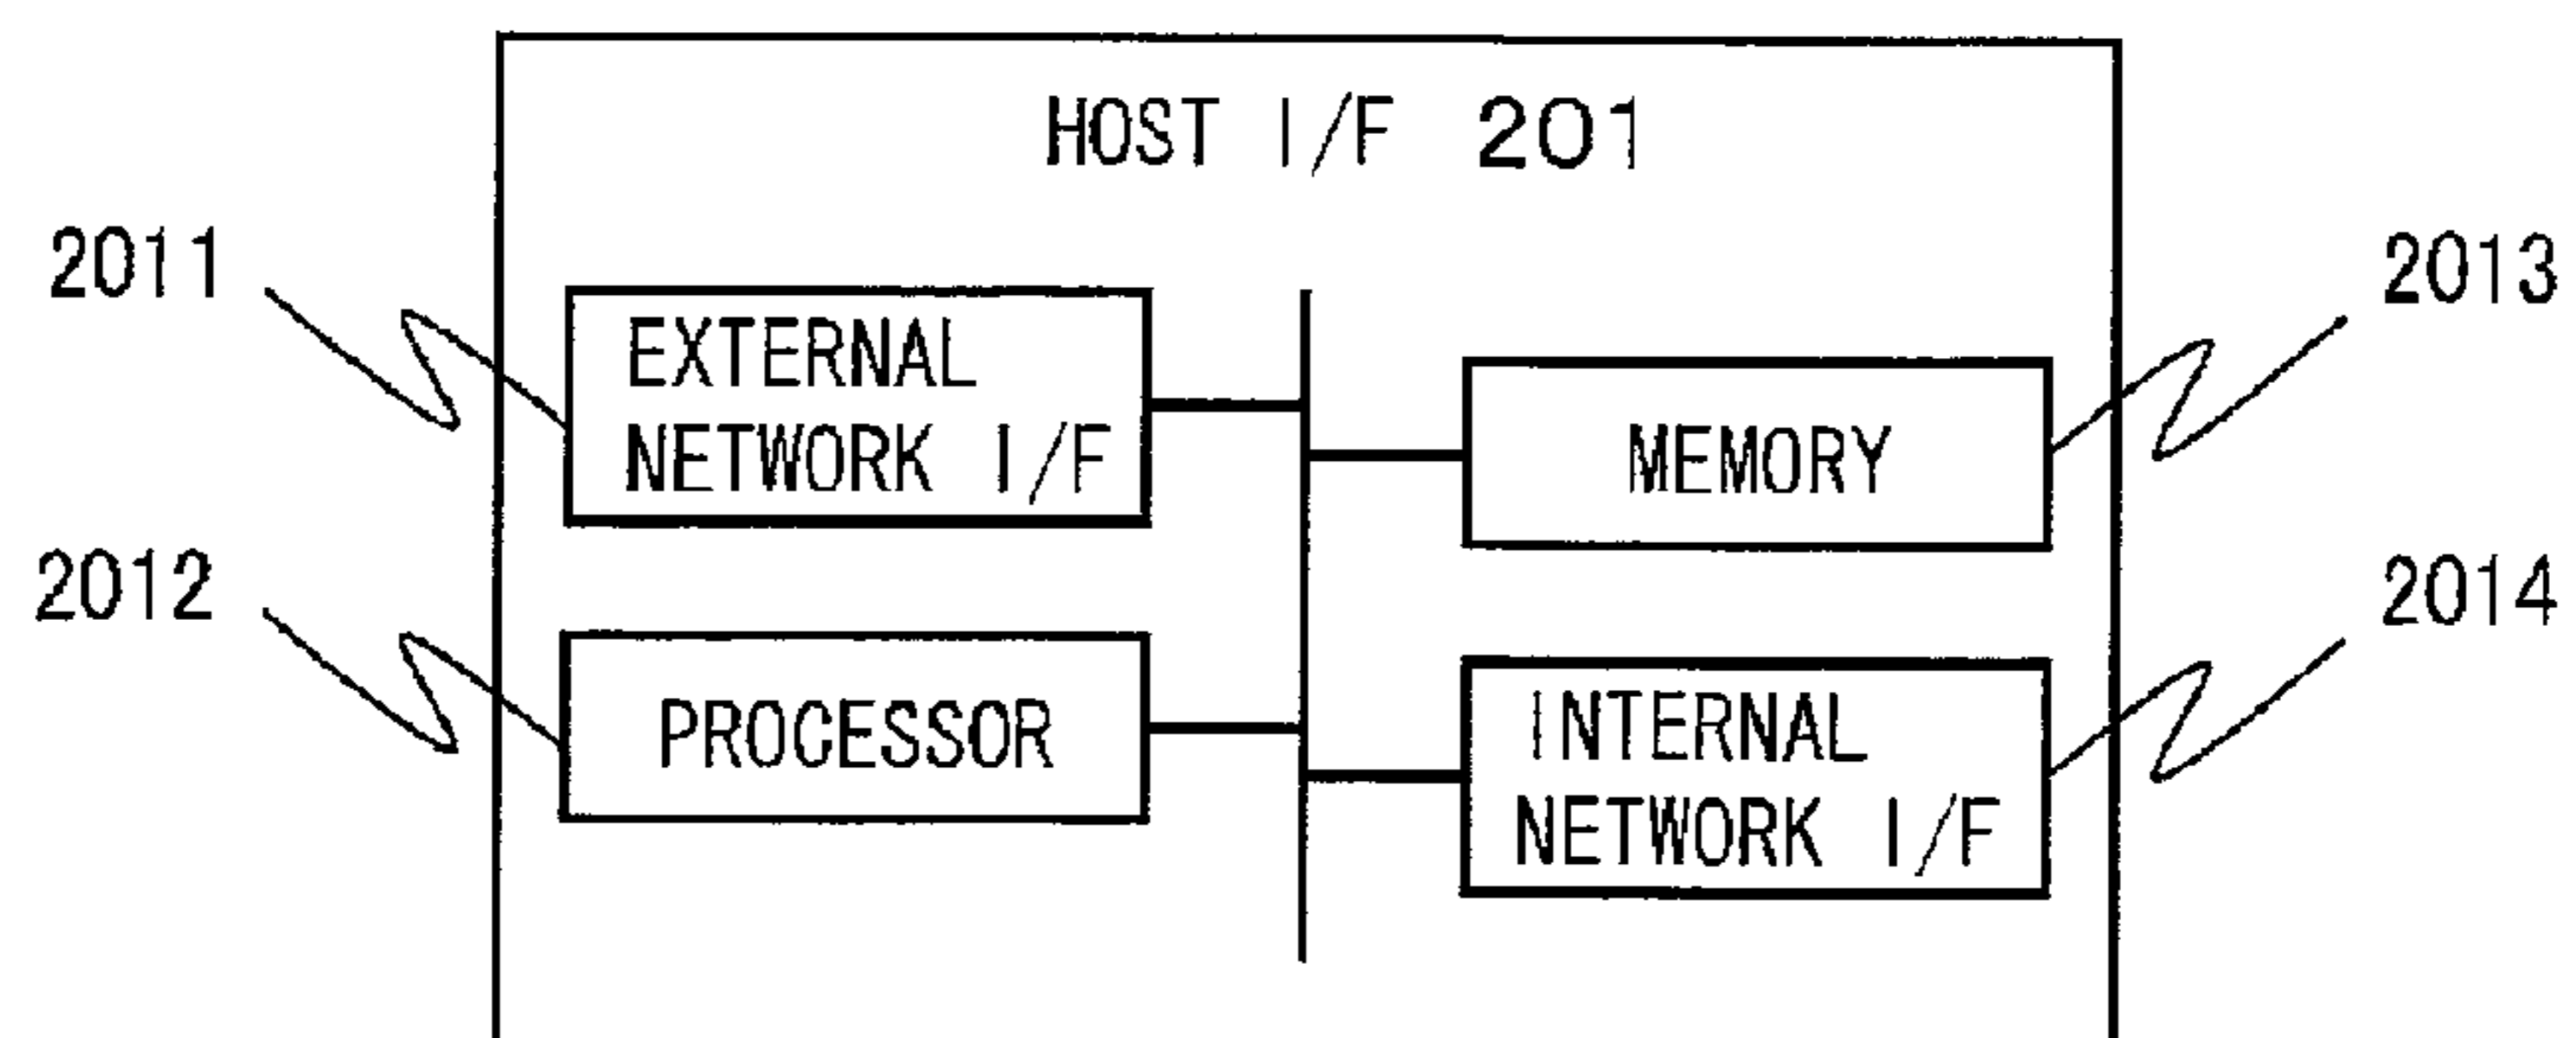 HOST I/F 201
2011
EXTERNAL
NETWORK I/F
2013
MEMORY
2012
PROCESSOR
2014
INTERNAL
NETWORK I/F